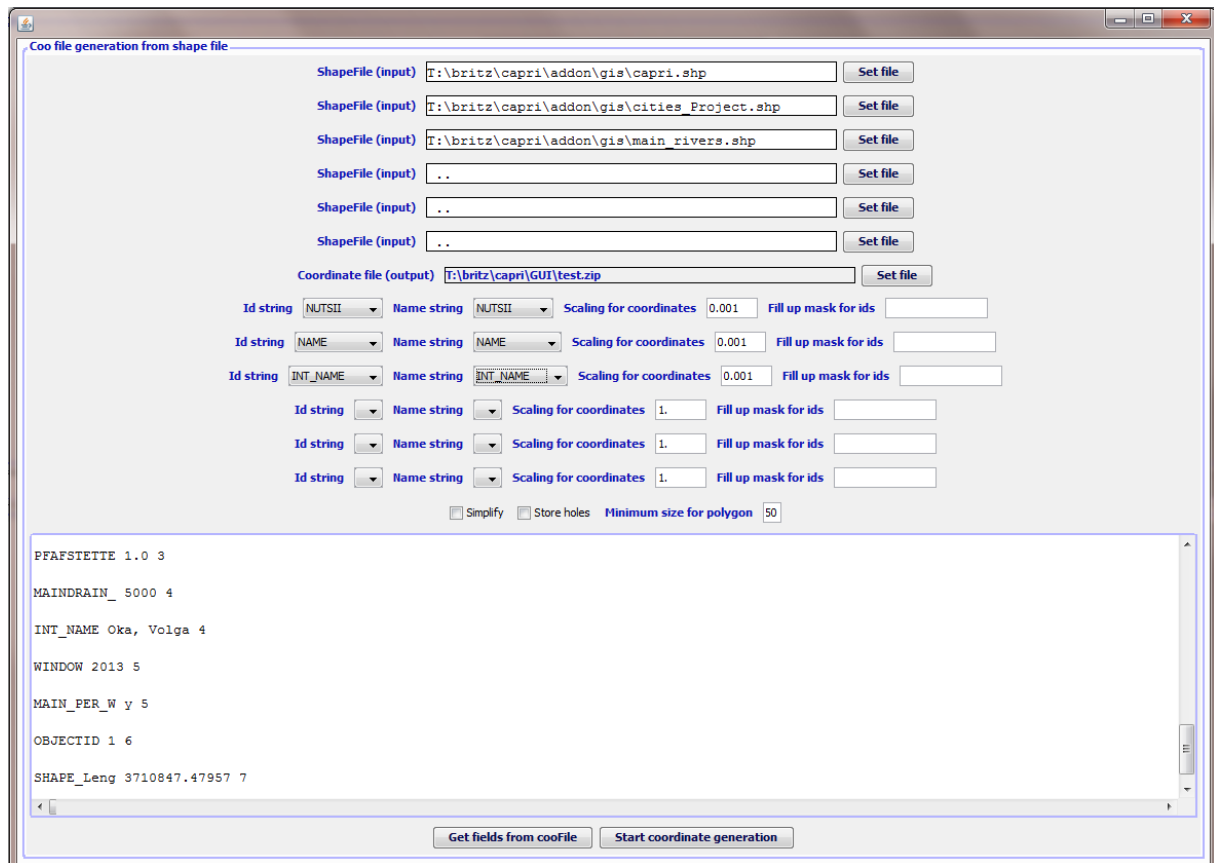 Coo file generation from shape file
ShapeFile (input) T:\britz\capri\addon\gis\capri.shp Set file
ShapeFile (input) T:\britz\capri\addon\gis\cities_Project.shp Set file
ShapeFile (input) T:\britz\capri\addon\gis\main_rivers.shp Set file
ShapeFile (input) .. Set file
ShapeFile (input) .. Set file
ShapeFile (input) .. Set file
Coordinate file (output) T:\britz\capri\GUI\test.zip Set file
Id string NUTSII Name string NUTSII Scaling for coordinates 0.001 Fill up mask for ids
Id string NAME Name string NAME Scaling for coordinates 0.001 Fill up mask for ids
Id string INT_NAME Name string INT_NAME Scaling for coordinates 0.001 Fill up mask for ids
Id string Name string Scaling for coordinates 1. Fill up mask for ids
Id string Name string Scaling for coordinates 1. Fill up mask for ids
Id string Name string Scaling for coordinates 1. Fill up mask for ids
Simplify Store holes Minimum size for polygon 50
PFAFSTETTE 1.0 3
MAINDRAIN_ 5000 4
INT_NAME Oka, Volga 4
WINDOW 2013 5
MAIN_PER_W y 5
OBJECTID 1 6
SHAPE_Leng 3710847.47957 7
Get fields from cooFile Start coordinate generation